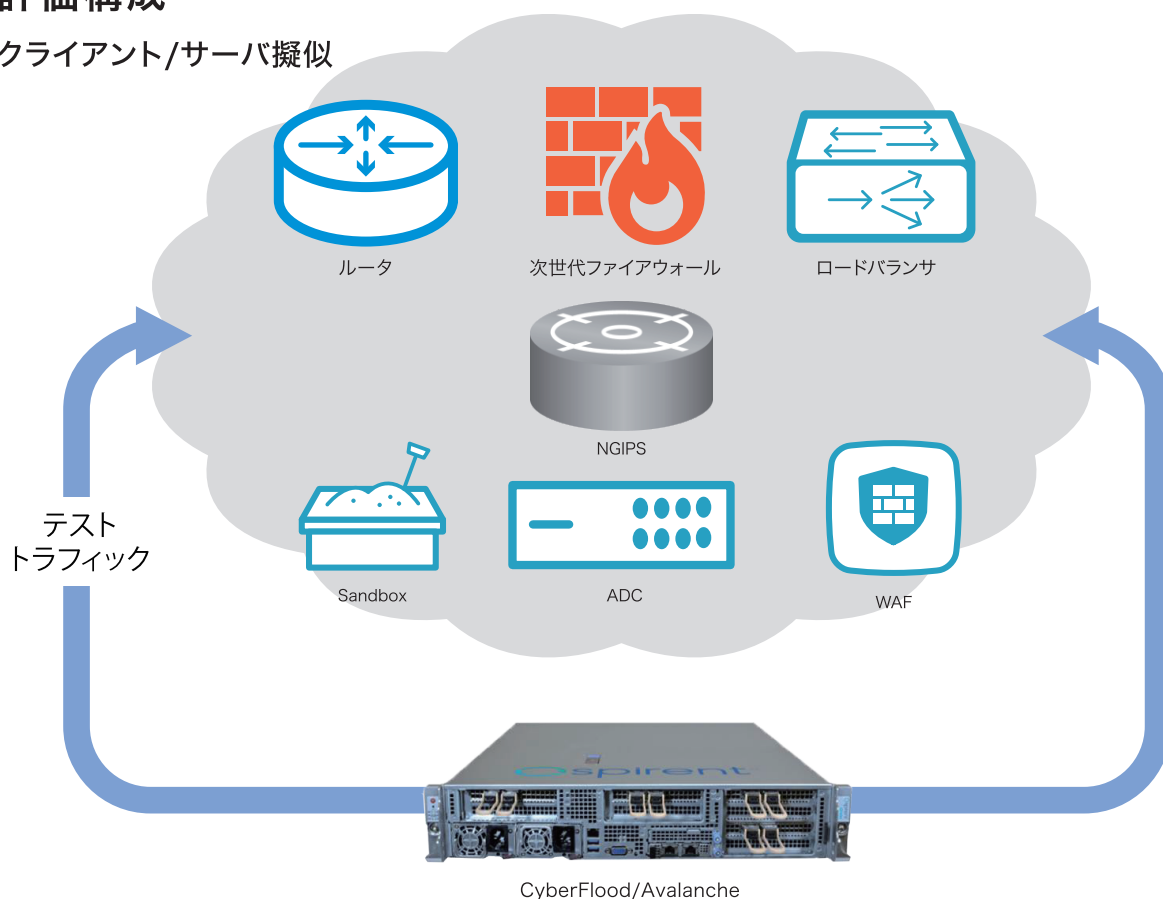 評価構成
クライアント/サーバ擬似
ルータ
次世代ファイアウォール
ロードバランサ
NGIPS
テスト
トラフィック
Sandbox
ADC
WAF
spirent
CyberFlood/Avalanche